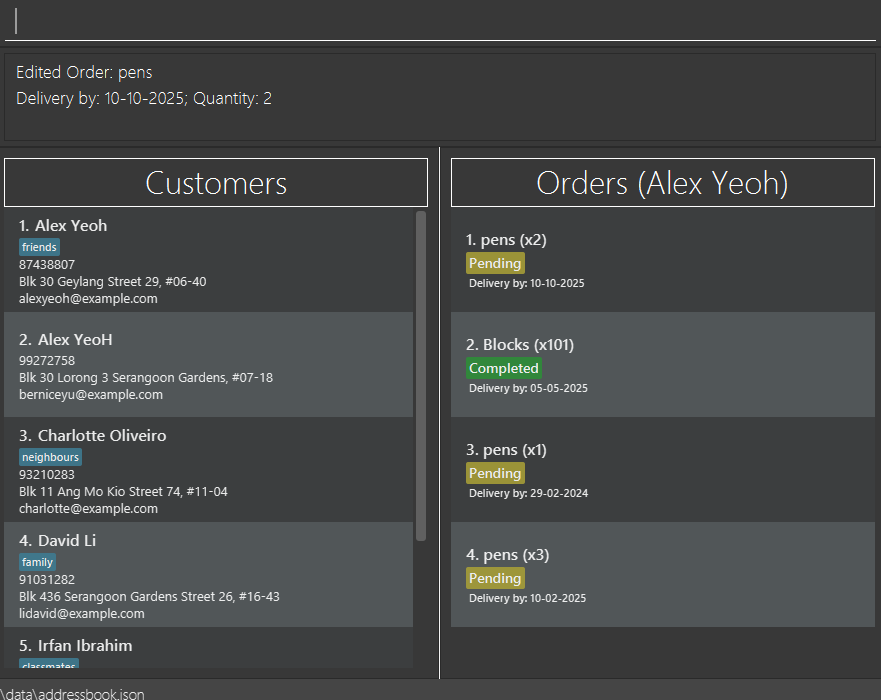 Edited Order: pens
Delivery by: 10-10-2025; Quantity: 2
Customers
1. Alex Yeoh
friends
87438807
Blk 30 Geylang Street 29, #06-40
alexyeoh@example.com
2. Alex YeoH
99272758
Blk 30 Lorong 3 Serangoon Gardens, #07-18
berniceyu@example.com
3. Charlotte Oliveiro
neighbours
93210283
Blk 11 Ang Mo Kio Street 74, #11-04
charlotte@example.com
4. David Li
family
91031282
Blk 436 Serangoon Gardens Street 26, #16-43
lidavid@example.com
5. Irfan Ibrahim
classmates
Orders (Alex Yeoh)
1. pens (x2)
Pending
Delivery by: 10-10-2025
2. Blocks (x101)
Completed
Delivery by: 05-05-2025
3. pens (x1)
Pending
Delivery by: 29-02-2024
4. pens (x3)
Pending
Delivery by: 10-02-2025
\data\addressbook.json